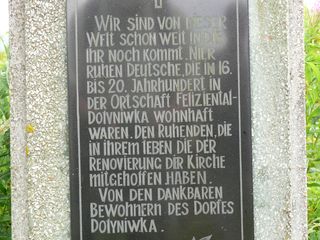 Wir sind von dieser
Welt schon weit in die
ihr noch kommt. Hier
ruhen Deutsche, die in 16.
bis 20. Jahrhundert in
der Ortschaft Feliziental-
Dolyniwka wohnhaft
waren. Den Ruhenden, die
in ihrem leben die der
Renovierung dir Kirche
mitgeholfen haben.
Von den dankbaren
Bewohnern des Dorfes
Dolyniwka.